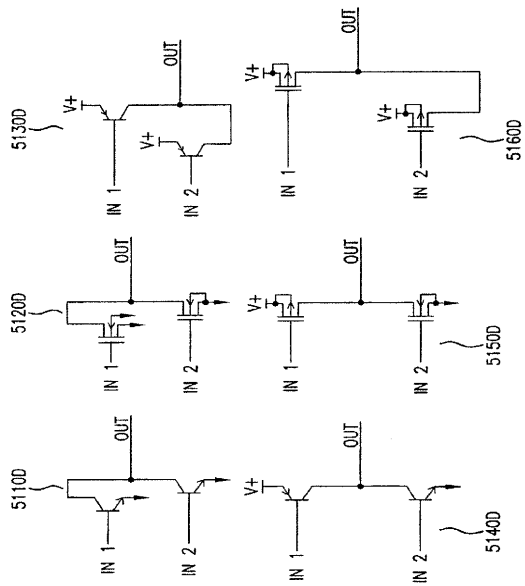 5110D
OUT
IN 1
IN 2
5120D
OUT
IN 1
IN 2
5130D
V+
V+
OUT
IN 1
IN 2
V+
OUT
IN 1
IN 2
5140D
V+
OUT
IN 1
IN 2
5150D
V+
OUT
V+
IN 1
IN 2
5160D